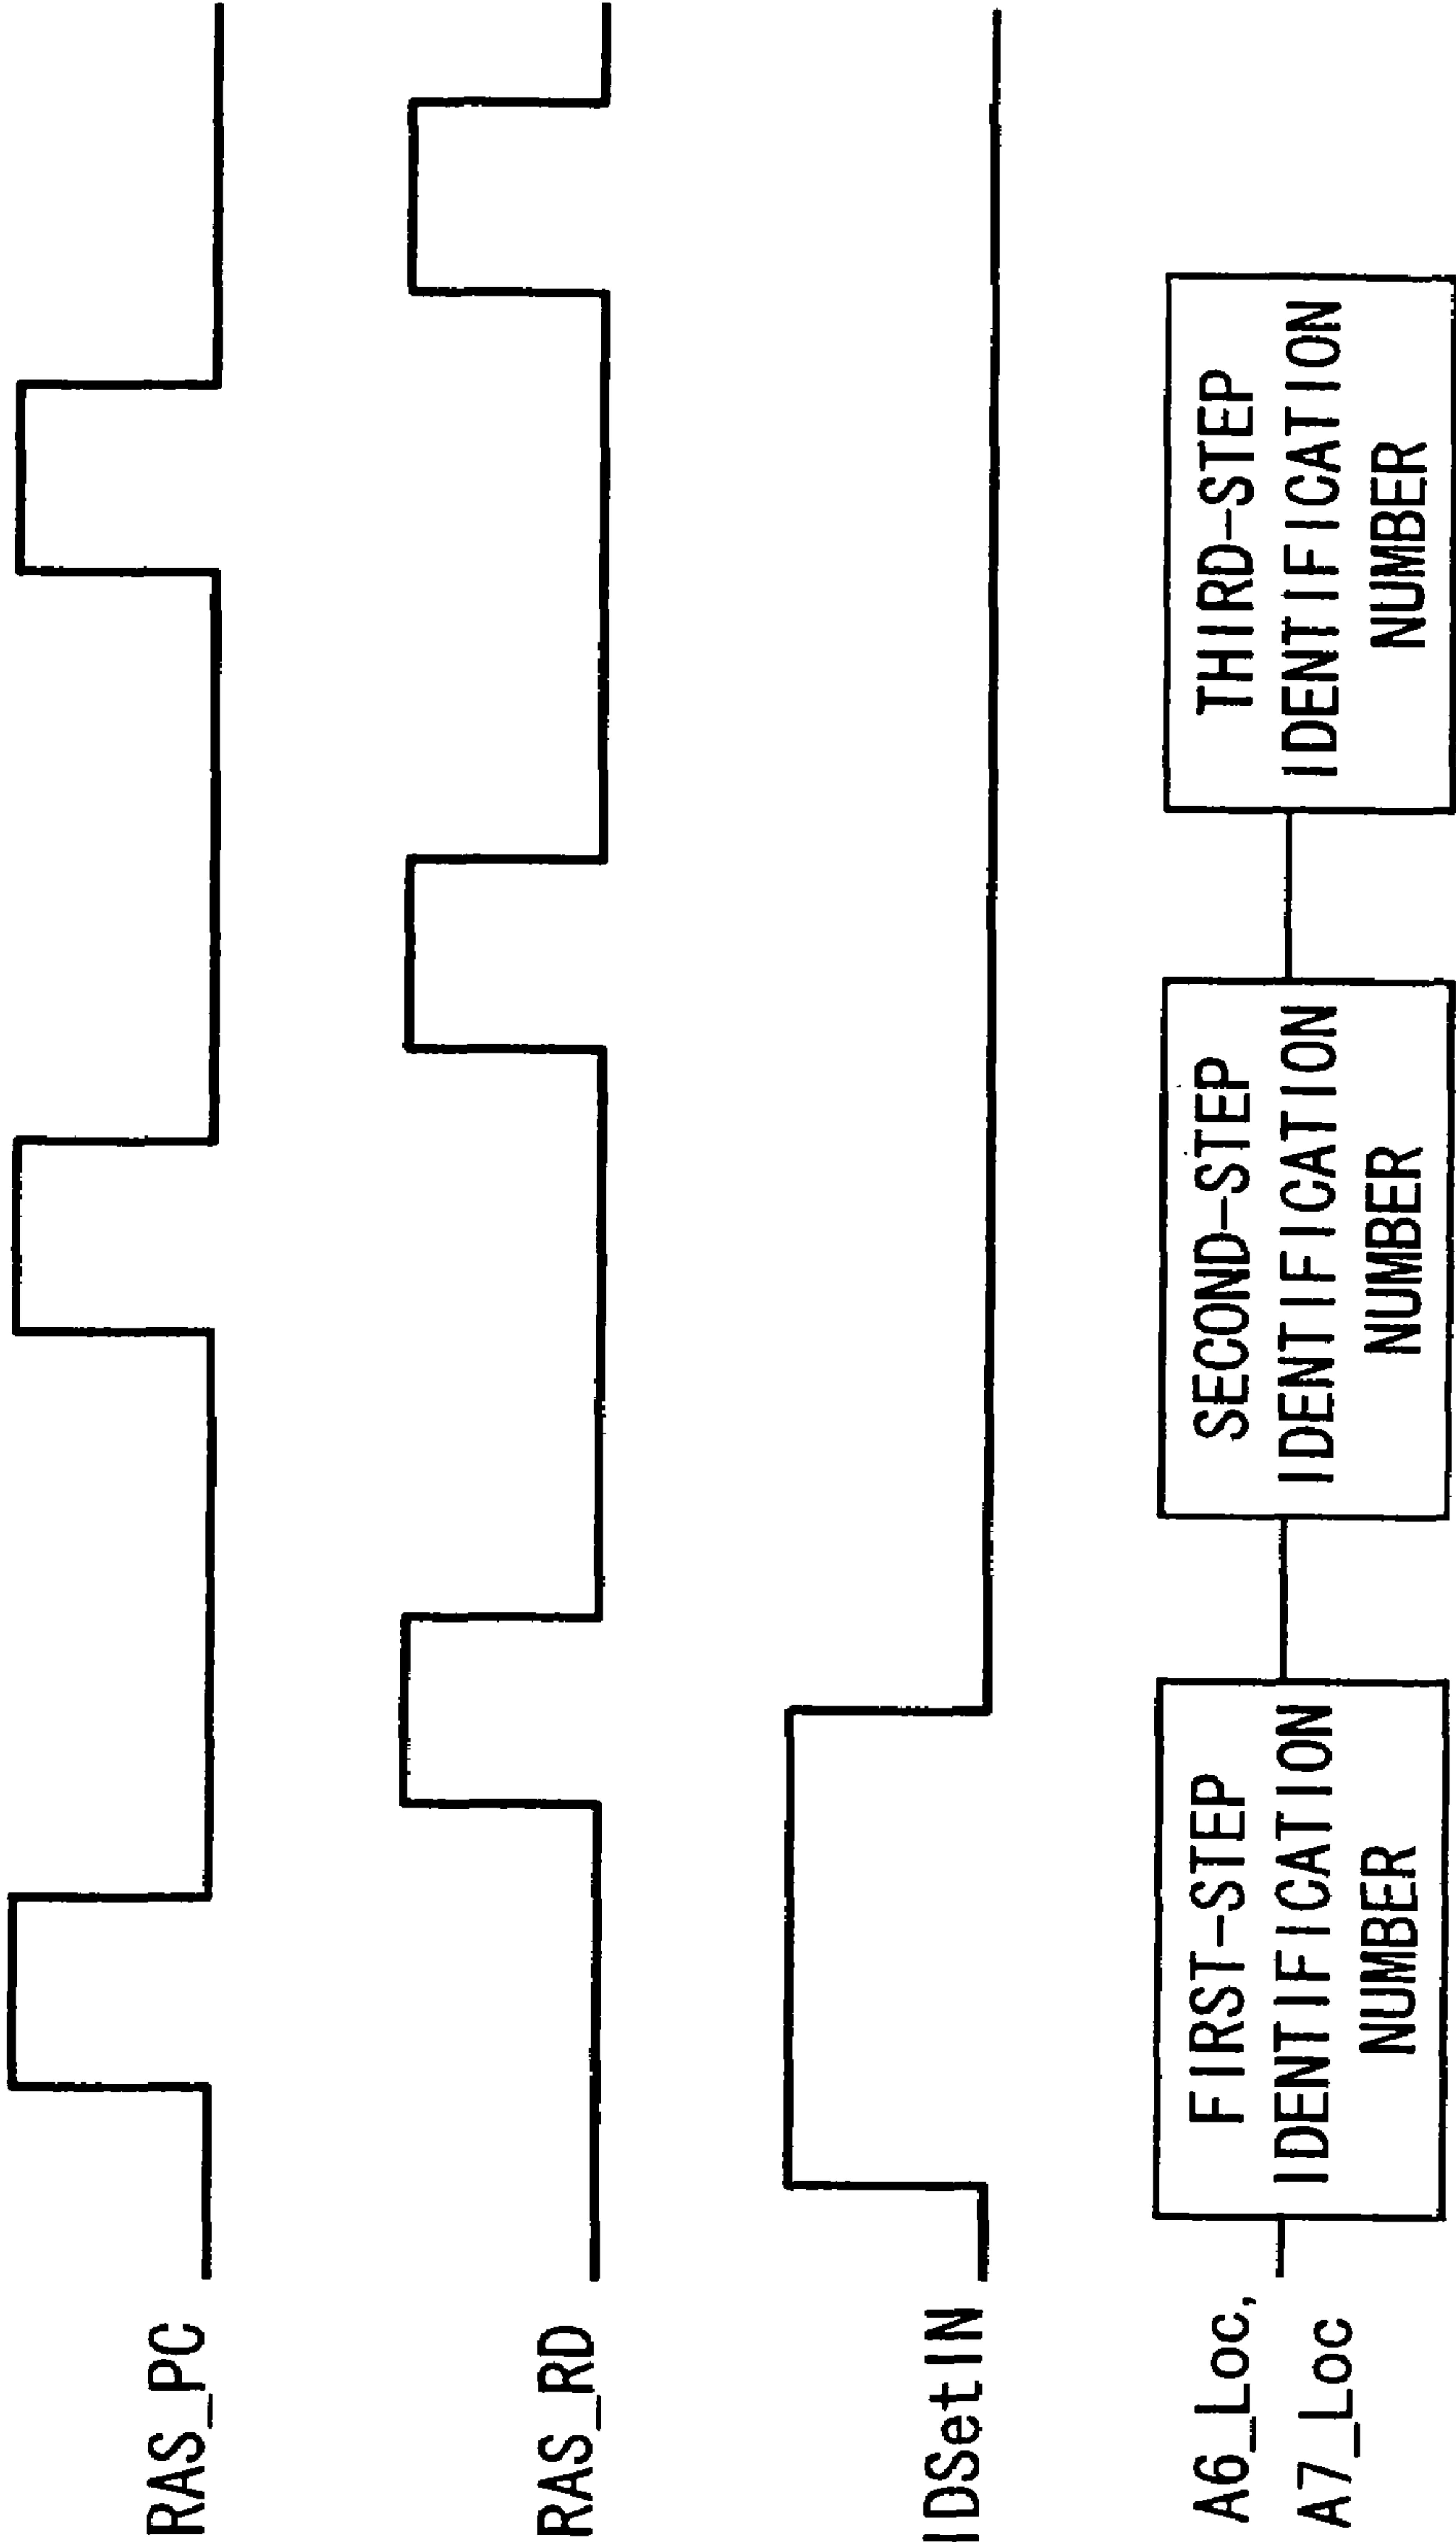 RAS_PC
RAS_RD
IDSetIN
A6_Loc,
A7_Loc
FIRST-STEP
IDENTIFICATION
NUMBER
SECOND-STEP
IDENTIFICATION
NUMBER
THIRD-STEP
IDENTIFICATION
NUMBER